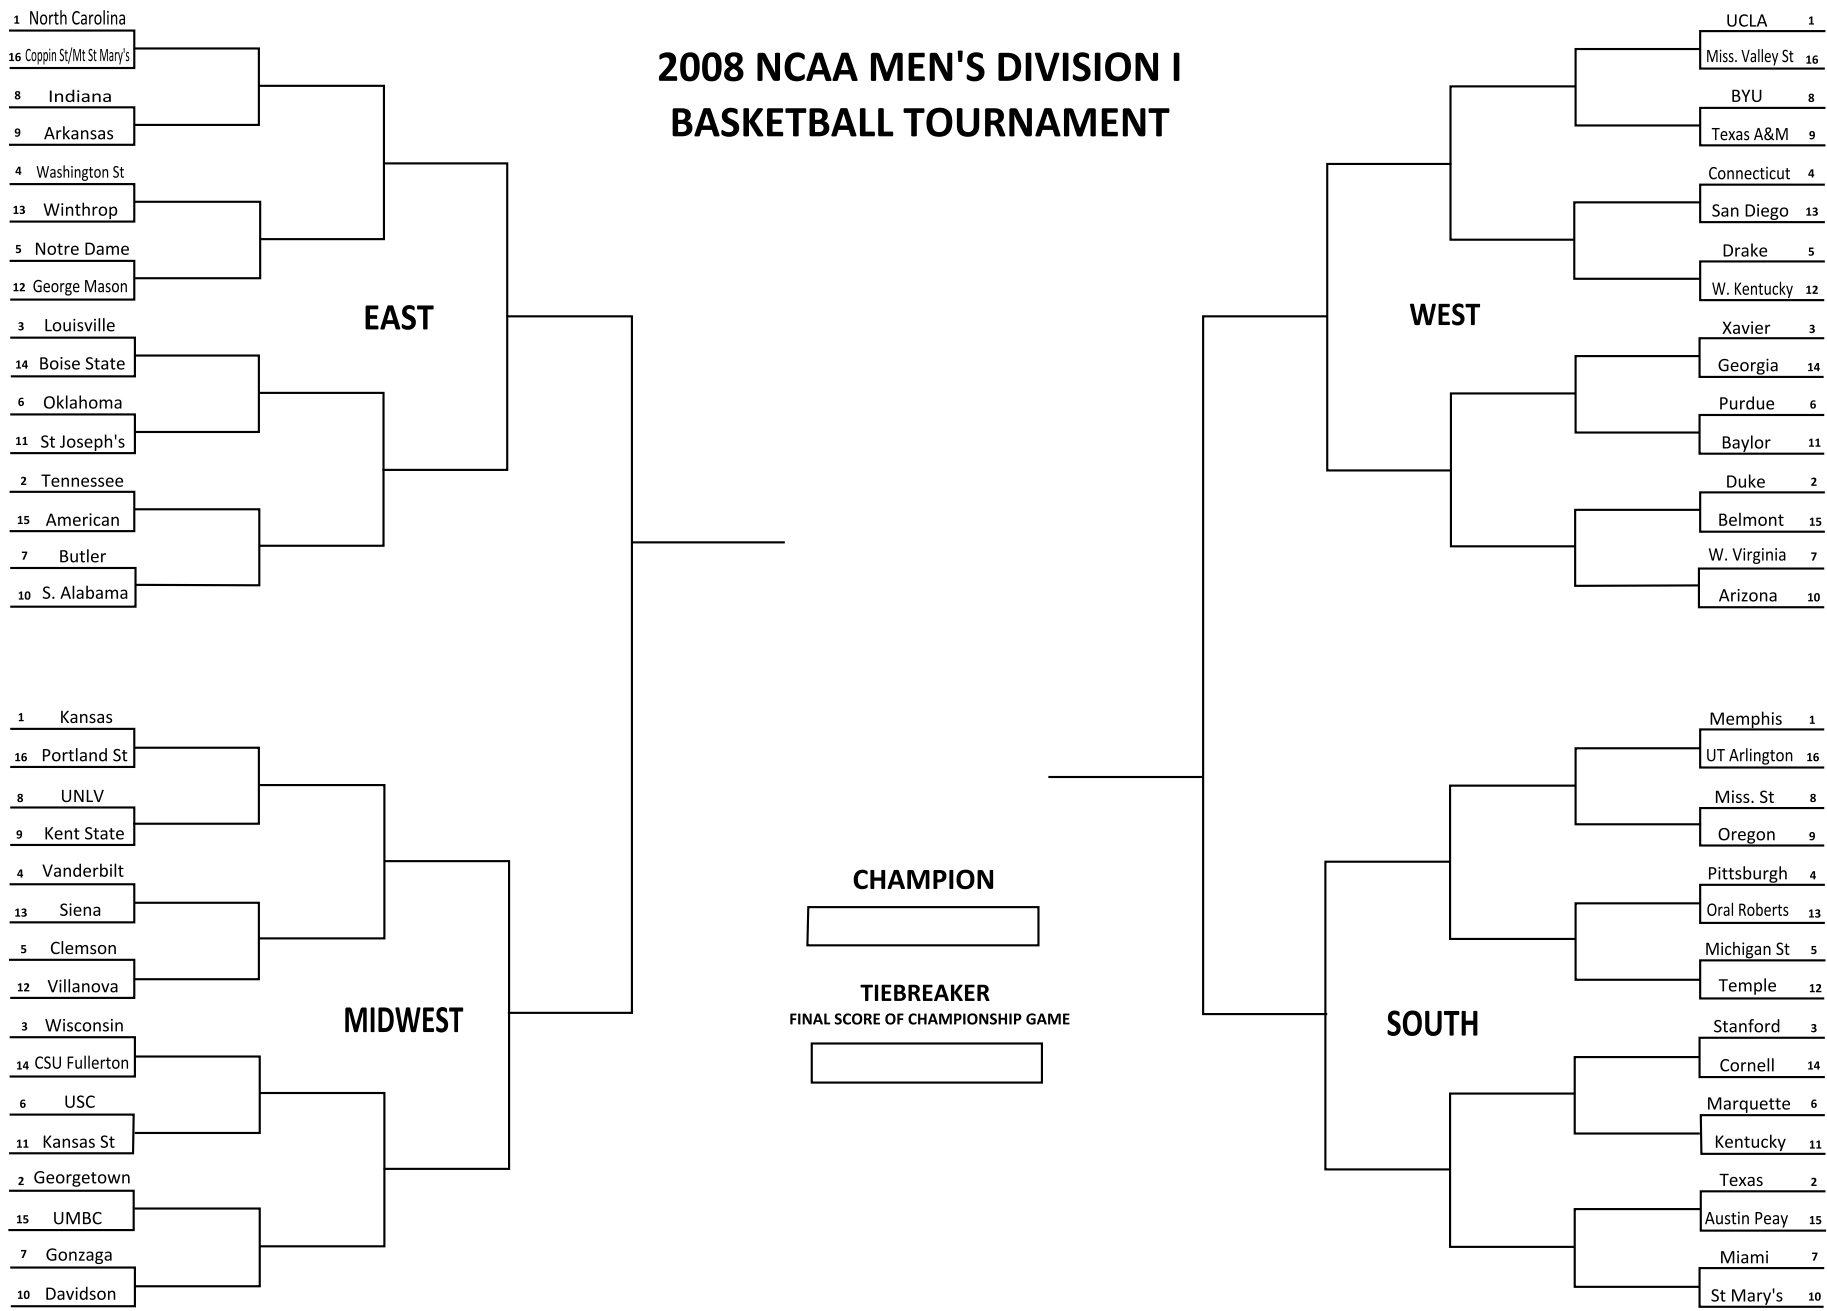 2008 NCAA MEN'S DIVISION I
BASKETBALL TOURNAMENT
1 North Carolina
16 Coppin St/Mt St Mary's
8 Indiana
9 Arkansas
4 Washington St
13 Winthrop
5 Notre Dame
12 George Mason
EAST
3 Louisville
14 Boise State
6 Oklahoma
11 St Joseph's
2 Tennessee
15 American
7 Butler
10 S. Alabama
1 Kansas
16 Portland St
8 UNLV
9 Kent State
4 Vanderbilt
13 Siena
5 Clemson
12 Villanova
MIDWEST
3 Wisconsin
14 CSU Fullerton
6 USC
11 Kansas St
2 Georgetown
15 UMBC
7 Gonzaga
10 Davidson
CHAMPION
TIEBREAKER
FINAL SCORE OF CHAMPIONSHIP GAME
UCLA 1
Miss. Valley St 16
BYU 8
Texas A&M 9
Connecticut 4
San Diego 13
Drake 5
W. Kentucky 12
WEST
Xavier 3
Georgia 14
Purdue 6
Baylor 11
Duke 2
Belmont 15
W. Virginia 7
Arizona 10
Memphis 1
UT Arlington 16
Miss. St 8
Oregon 9
Pittsburgh 4
Oral Roberts 13
Michigan St 5
Temple 12
SOUTH
Stanford 3
Cornell 14
Marquette 6
Kentucky 11
Texas 2
Austin Peay 15
Miami 7
St Mary's 10